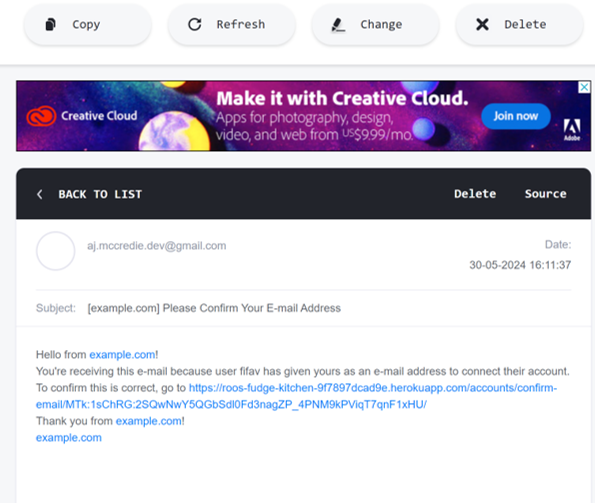 Copy
Refresh
Change
Delete
Creative Cloud
Make it with Creative Cloud.
Apps for photography, design,
video, and web from US$9.99/mo.
Join now
Adobe
BACK TO LIST
Delete
Source
aj.mccredie.dev@gmail.com
Date:
30-05-2024 16:11:37
Subject: [example.com] Please Confirm Your E-mail Address
Hello from example.com!
You're receiving this e-mail because user fifav has given yours as an e-mail address to connect their account.
To confirm this is correct, go to https://roos-fudge-kitchen-9f7897dcad9e.herokuapp.com/accounts/confirm-
email/MTk:1sChRG:2SQwNwY5QGbSdl0Fd3nagZP_4PNM9kPViqT7qnF1xHU/
Thank you from example.com!
example.com